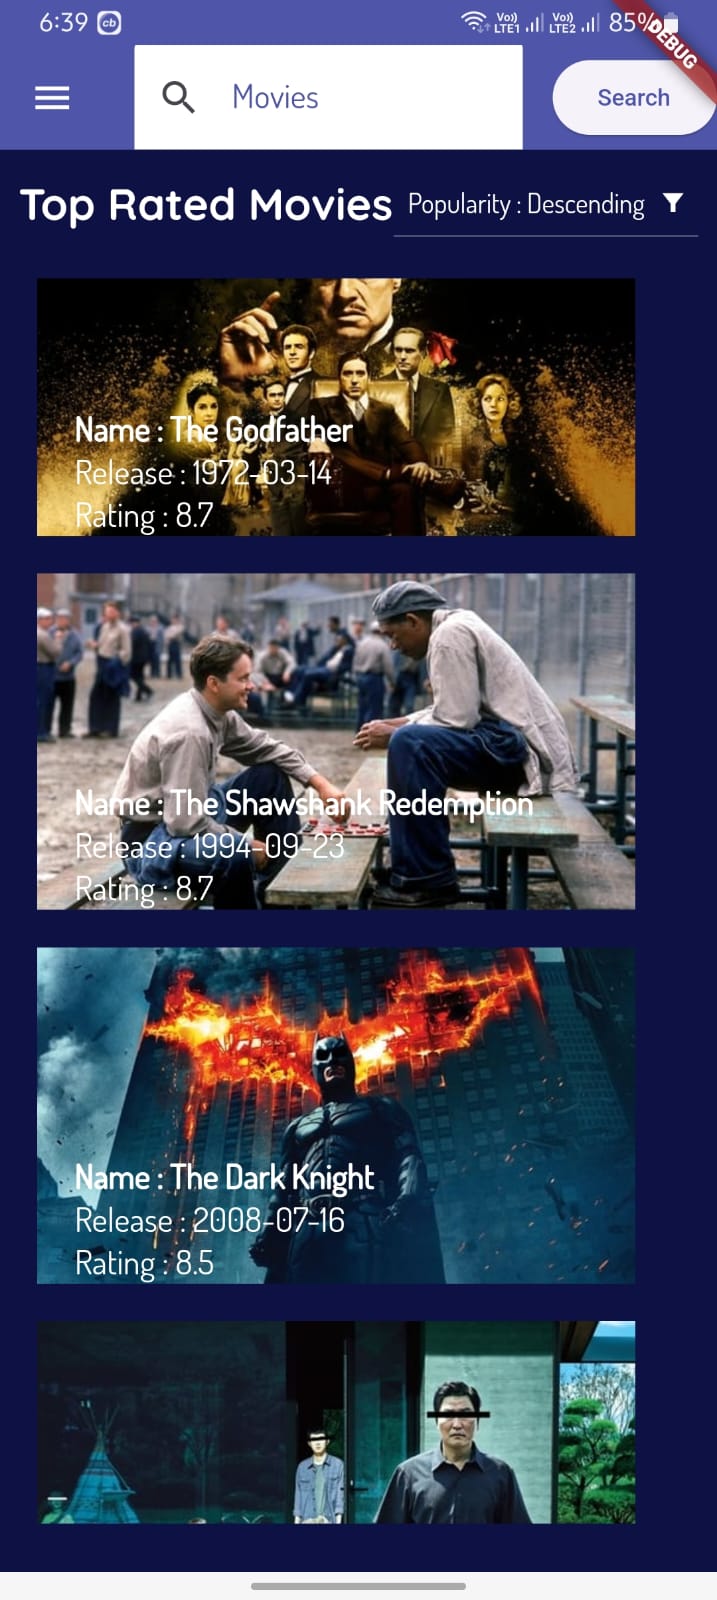 6:39 cb Vo)) LTE1 Vo)) LTE2 85%
DEBUG
Movies
Search
Top Rated Movies
Popularity : Descending
Name : The Godfather
Release : 1972-03-14
Rating : 8.7
Name : The Shawshank Redemption
Release : 1994-09-23
Rating : 8.7
Name : The Dark Knight
Release : 2008-07-16
Rating : 8.5